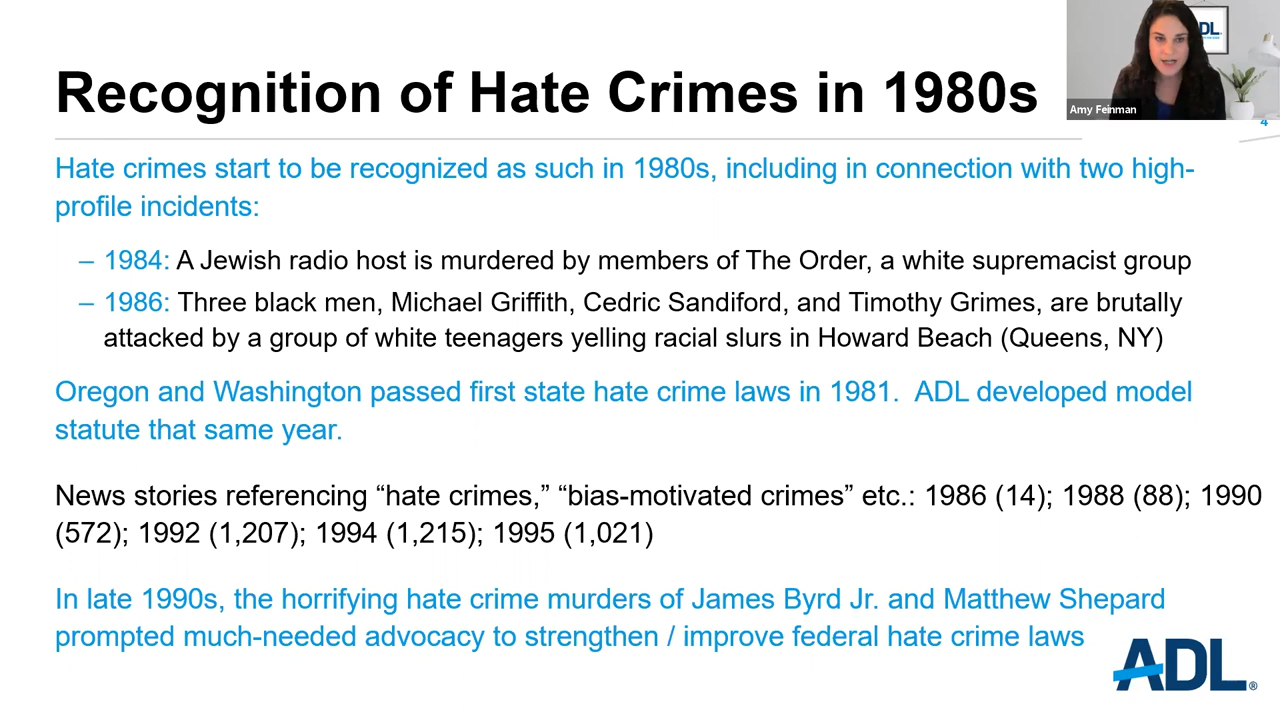 Recognition of Hate Crimes in 1980s
DL
Amy Feinman
4
Hate crimes start to be recognized as such in 1980s, including in connection with two high-
profile incidents:
– 1984: A Jewish radio host is murdered by members of The Order, a white supremacist group
– 1986: Three black men, Michael Griffith, Cedric Sandiford, and Timothy Grimes, are brutally
attacked by a group of white teenagers yelling racial slurs in Howard Beach (Queens, NY)
Oregon and Washington passed first state hate crime laws in 1981.  ADL developed model
statute that same year.
News stories referencing “hate crimes,” “bias-motivated crimes” etc.: 1986 (14); 1988 (88); 1990
(572); 1992 (1,207); 1994 (1,215); 1995 (1,021)
In late 1990s, the horrifying hate crime murders of James Byrd Jr. and Matthew Shepard
prompted much-needed advocacy to strengthen / improve federal hate crime laws
ADL®